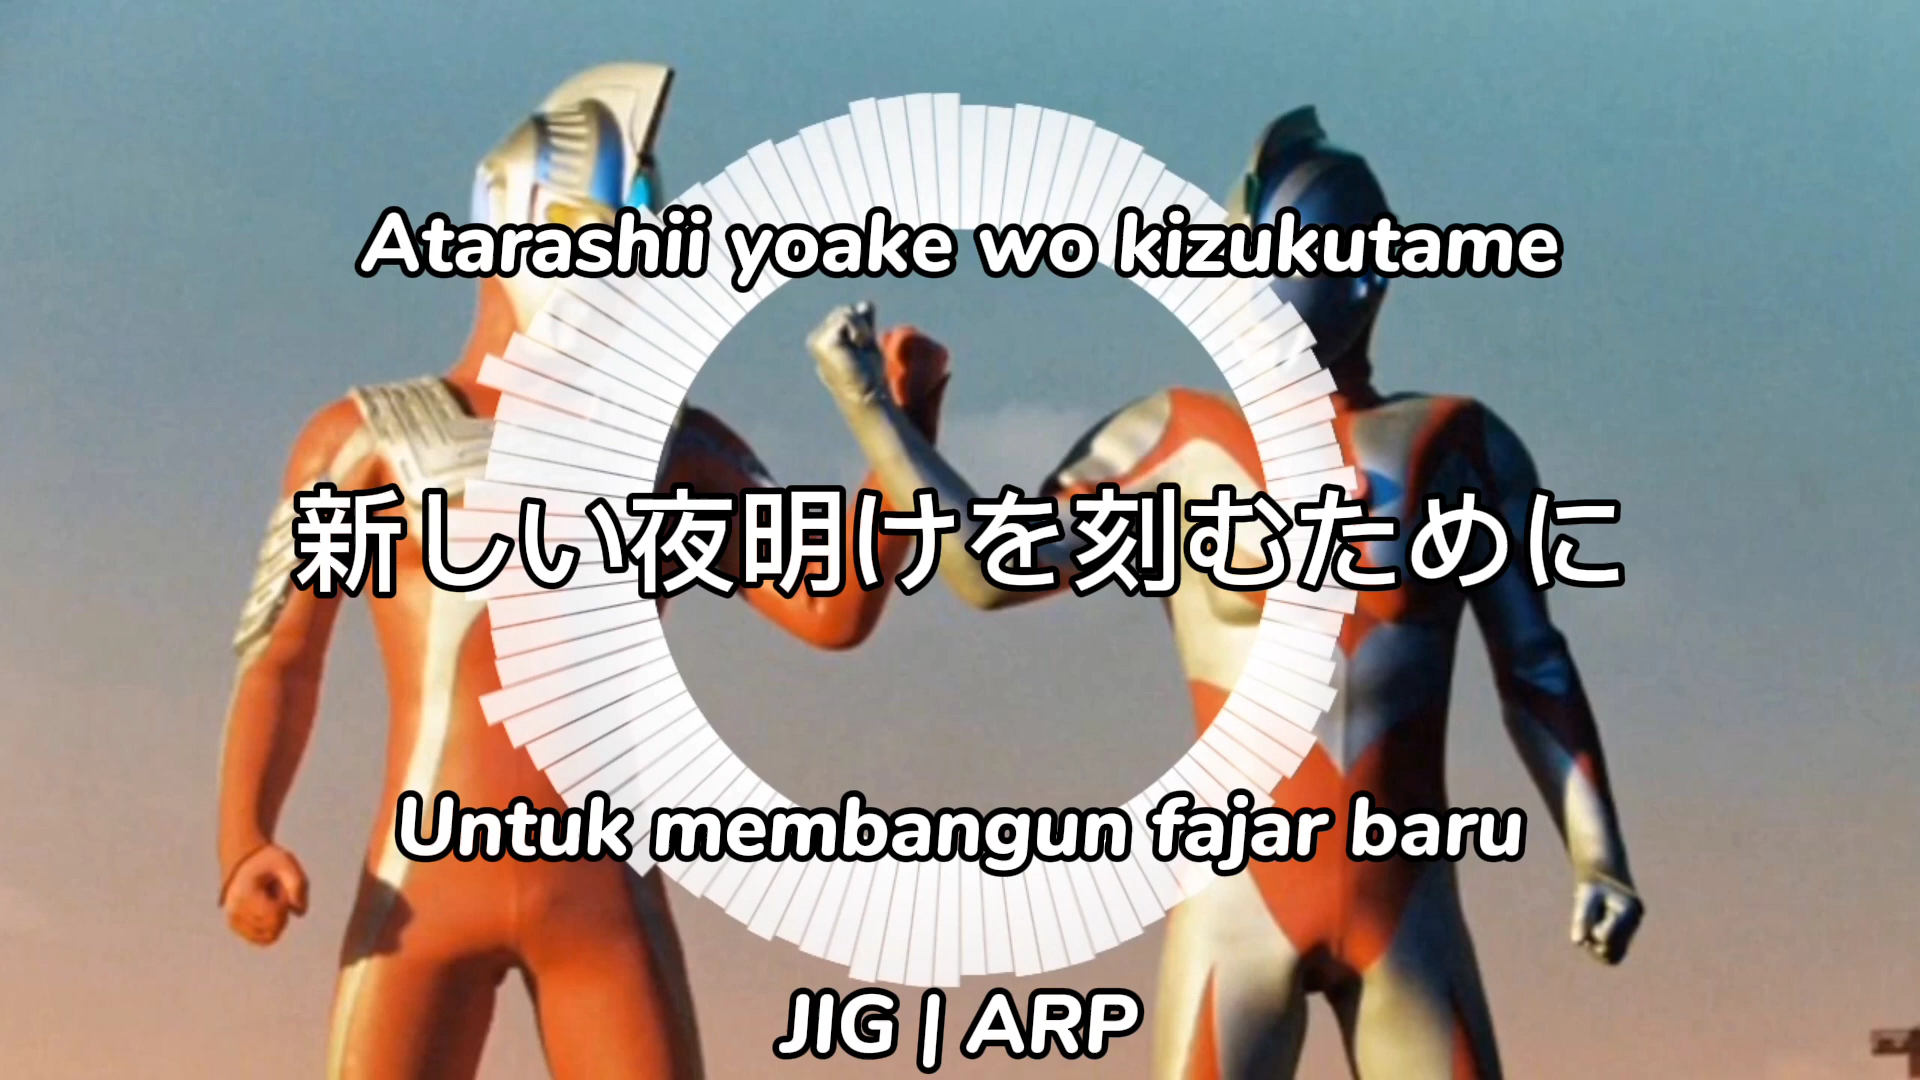 Atarashii yoake wo kizukutame
新しい夜明けを刻むために
Untuk membangun fajar baru
JIG | ARP